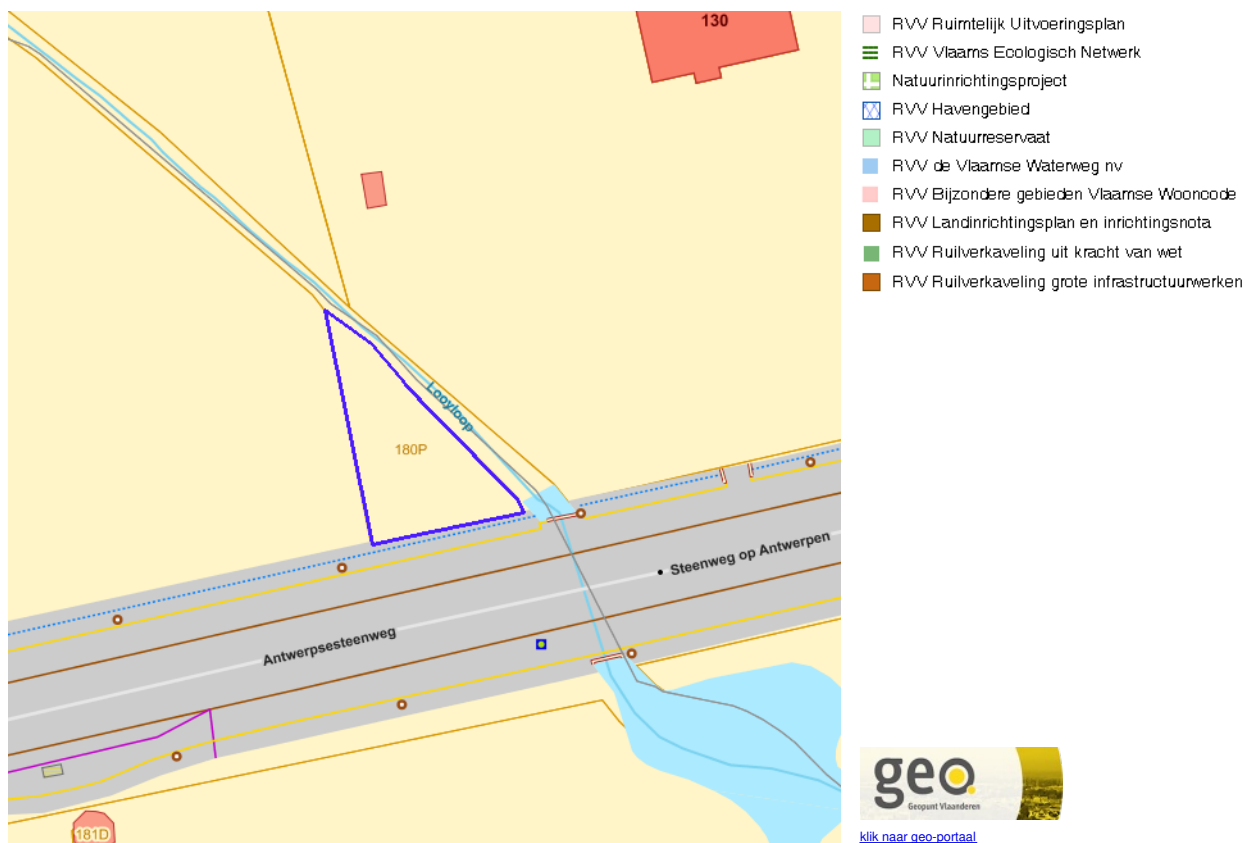 130
Looyloop
180P
Steenweg op Antwerpen
Antwerpsesteenweg
181D
RVV Ruimtelijk Uitvoeringsplan
RVV Vlaams Ecologisch Netwerk
Natuurinrichtingsproject
RVV Havengebied
RVV Natuurreservaat
RVV de Vlaamse Waterweg nv
RVV Bijzondere gebieden Vlaamse Wooncode
RVV Landinrichtingsplan en inrichtingsnota
RVV Ruilverkaveling uit kracht van wet
RVV Ruilverkaveling grote infrastructuurwerken
geo
Geopunt Vlaanderen
klik naar geo-portaal